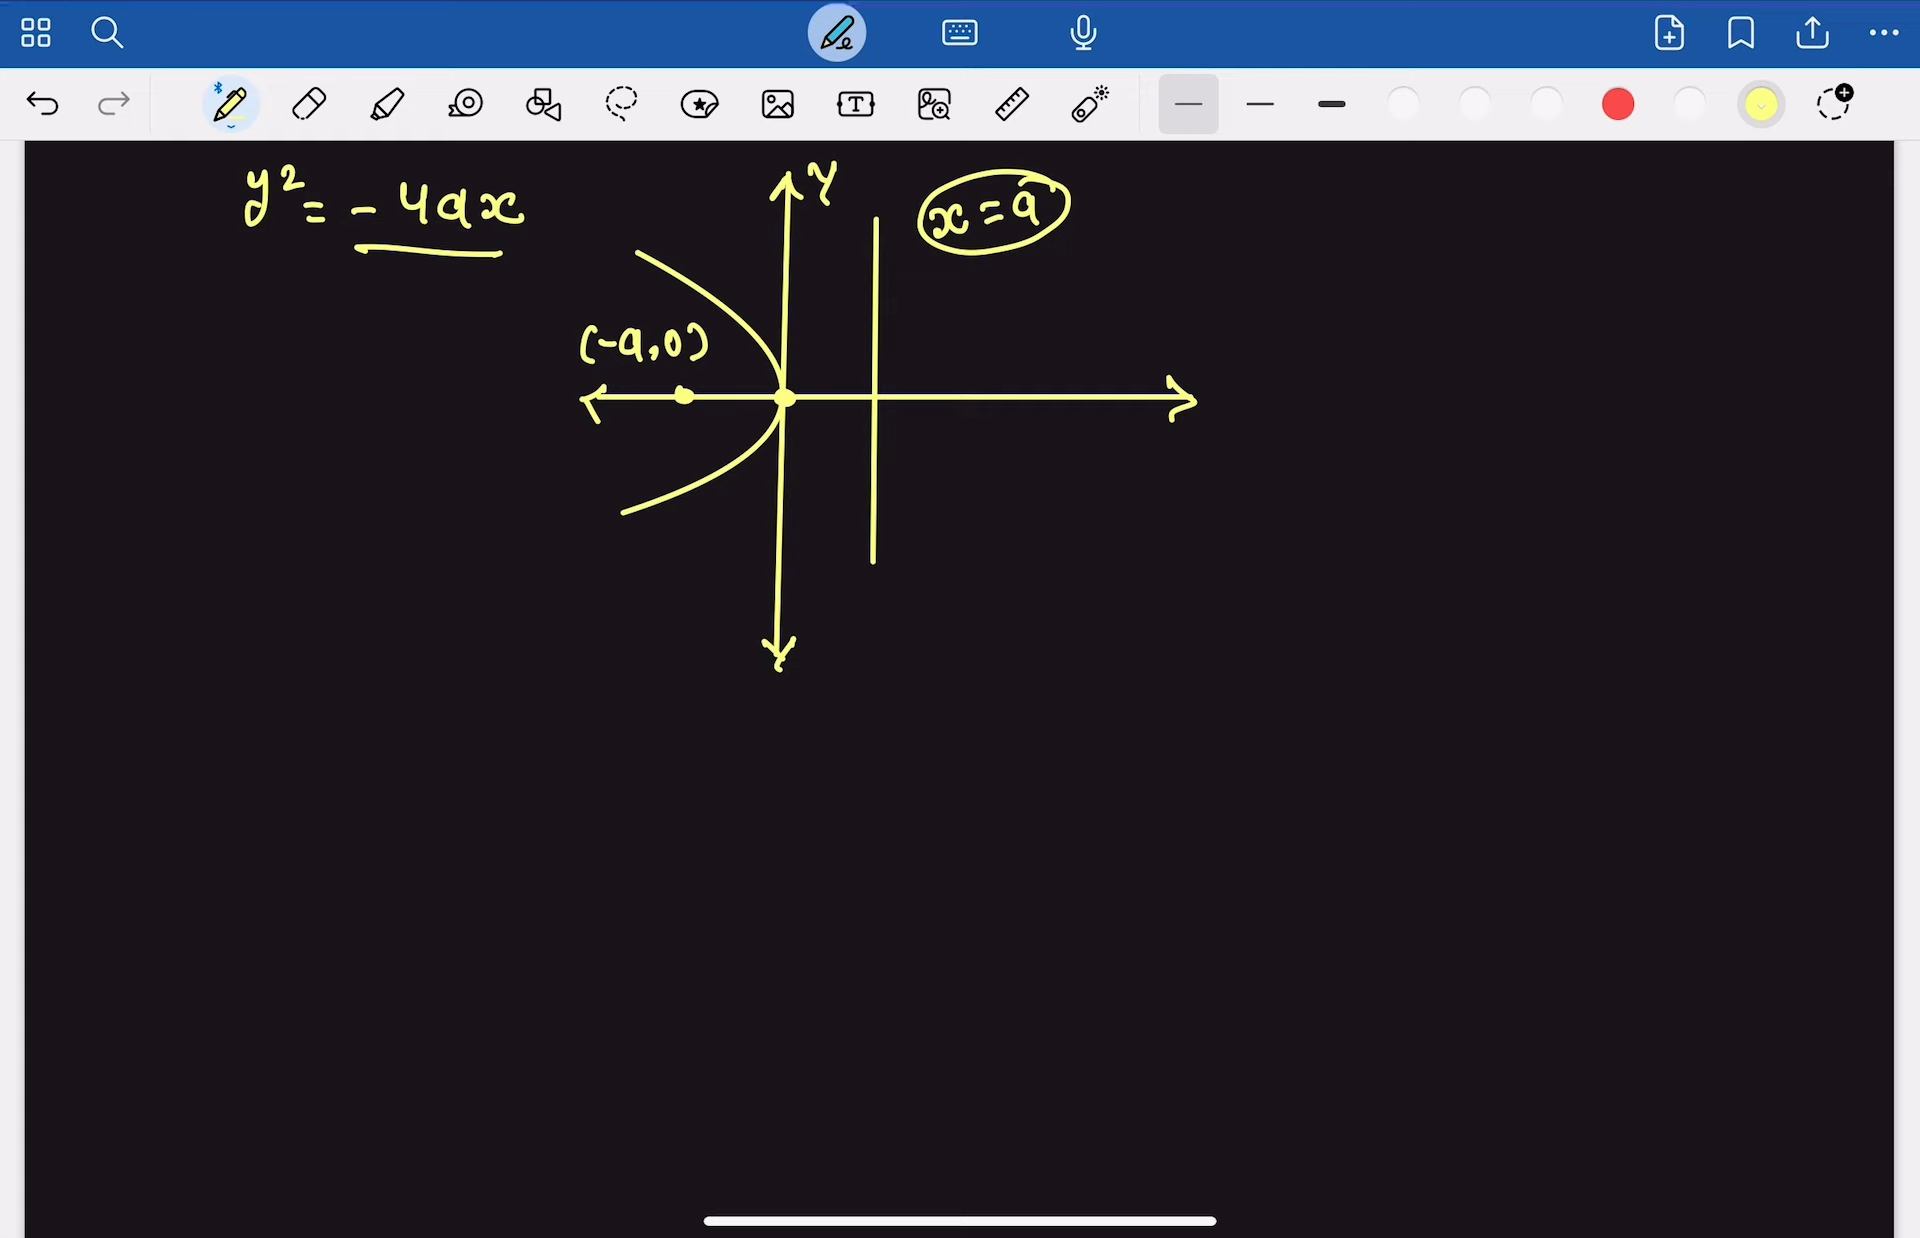 y² = - 4ax
y
x = a
(-a,0)